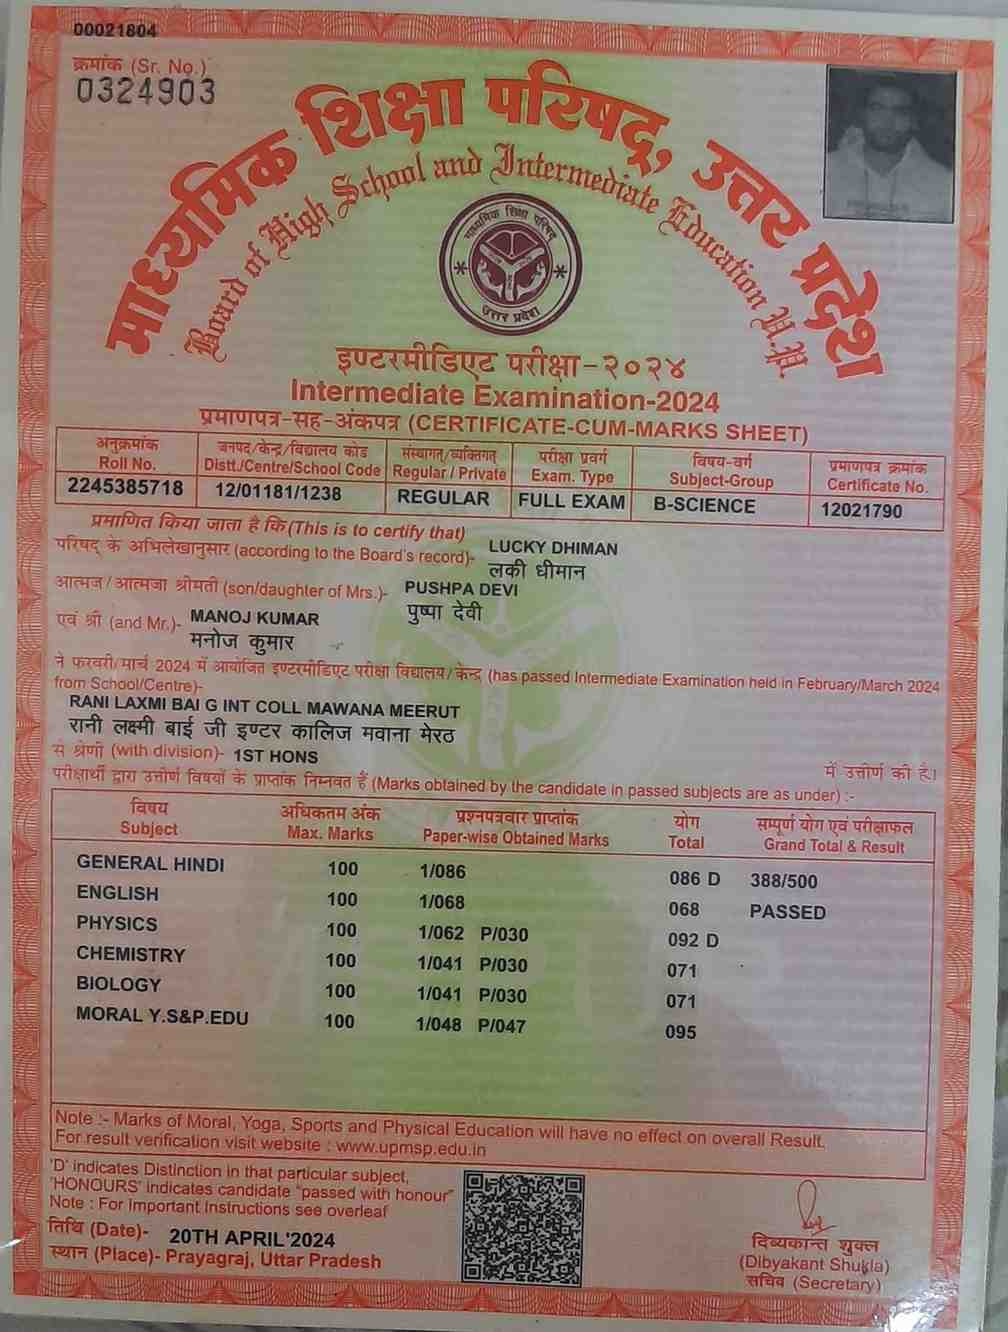 00021804
क्रमांक (Sr. No.)
0324903
माध्यमिक शिक्षा परिषद्, उत्तर प्रदेश
Board of High School and Intermediate Education U.P.
माध्यमिक शिक्षा परिषद्
उत्तर प्रदेश
इण्टरमीडिएट परीक्षा-२०२४
Intermediate Examination-2024
प्रमाणपत्र-सह-अंकपत्र (CERTIFICATE-CUM-MARKS SHEET)
अनुक्रमांक जनपद/केन्द्र/विद्यालय कोड संस्थागत/व्यक्तिगत परीक्षा प्रवर्ग विषय-वर्ग प्रमाणपत्र क्रमांक
Roll No. Distt./Centre/School Code Regular / Private Exam. Type Subject-Group Certificate No.
2245385718 12/01181/1238 REGULAR FULL EXAM B-SCIENCE 12021790
प्रमाणित किया जाता है कि (This is to certify that)
परिषद् के अभिलेखानुसार (according to the Board's record)- LUCKY DHIMAN
लकी धीमान
आत्मज / आत्मजा श्रीमती (son/daughter of Mrs.)- PUSHPA DEVI
पुष्पा देवी
एवं श्री (and Mr.)- MANOJ KUMAR
मनोज कुमार
ने फरवरी/मार्च 2024 में आयोजित इण्टरमीडिएट परीक्षा विद्यालय/केन्द्र (has passed Intermediate Examination held in February/March 2024
from School/Centre)-
RANI LAXMI BAI G INT COLL MAWANA MEERUT
रानी लक्ष्मी बाई जी इण्टर कालिज मवाना मेरठ
से श्रेणी (with division)- 1ST HONS में उत्तीर्ण की है।
परीक्षार्थी द्वारा उत्तीर्ण विषयों के प्राप्तांक निम्नवत हैं (Marks obtained by the candidate in passed subjects are as under) :-
विषय अधिकतम अंक प्रश्नपत्रवार प्राप्तांक योग सम्पूर्ण योग एवं परीक्षाफल
Subject Max. Marks Paper-wise Obtained Marks Total Grand Total & Result
GENERAL HINDI 100 1/086 086 D 388/500
ENGLISH 100 1/068 068 PASSED
PHYSICS 100 1/062 P/030 092 D
CHEMISTRY 100 1/041 P/030 071
BIOLOGY 100 1/041 P/030 071
MORAL Y.S&P.EDU 100 1/048 P/047 095
Note :- Marks of Moral, Yoga, Sports and Physical Education will have no effect on overall Result.
For result verification visit website : www.upmsp.edu.in
'D' indicates Distinction in that particular subject,
'HONOURS' indicates candidate "passed with honour"
Note : For Important Instructions see overleaf
तिथि (Date)- 20TH APRIL'2024
स्थान (Place)- Prayagraj, Uttar Pradesh
दिब्यकान्त शुक्ल
(Dibyakant Shukla)
सचिव (Secretary)